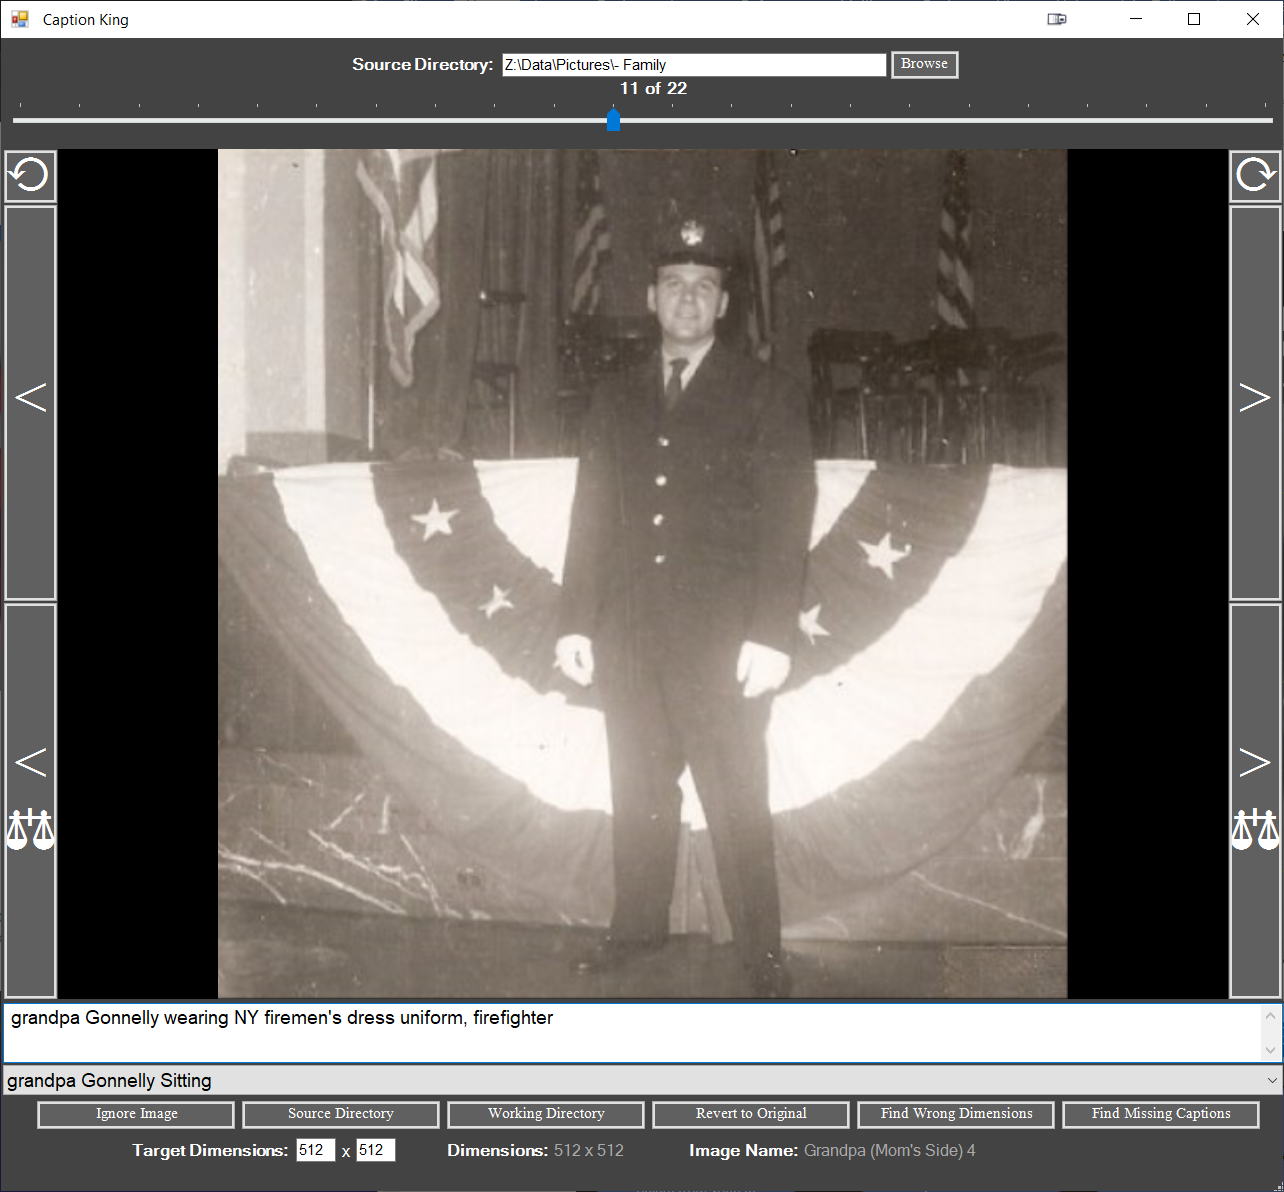 Caption King
Source Directory: Z:\Data\Pictures\- Family Browse
11 of 22
<
>
<
>
grandpa Gonnelly wearing NY firemen's dress uniform, firefighter
grandpa Gonnelly Sitting
Ignore Image Source Directory Working Directory Revert to Original Find Wrong Dimensions Find Missing Captions
Target Dimensions: 512 x 512 Dimensions: 512 x 512 Image Name: Grandpa (Mom's Side) 4